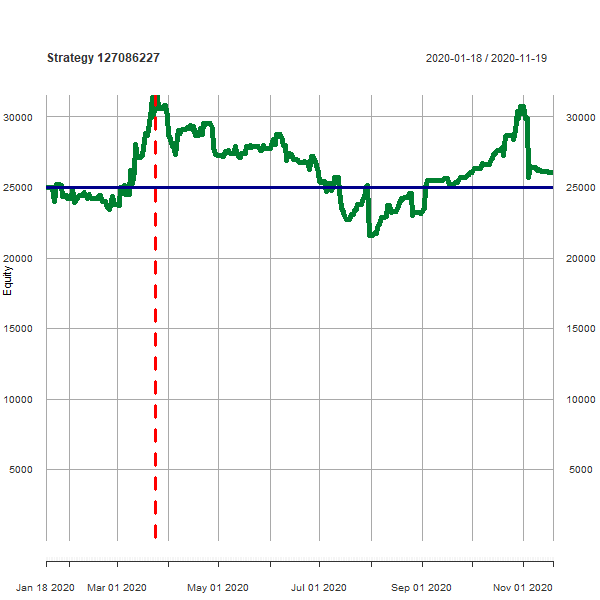 Strategy 127086227
2020-01-18 / 2020-11-19
30000
30000
25000
25000
20000
20000
Equity
15000
15000
10000
10000
5000
5000
Jan 18 2020
Mar 01 2020
May 01 2020
Jul 01 2020
Sep 01 2020
Nov 01 2020